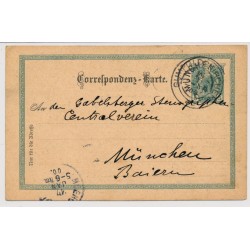 Correspondenz-Karte.
An den Gabelsberger Stenographen
Centralverein
München
Baiern